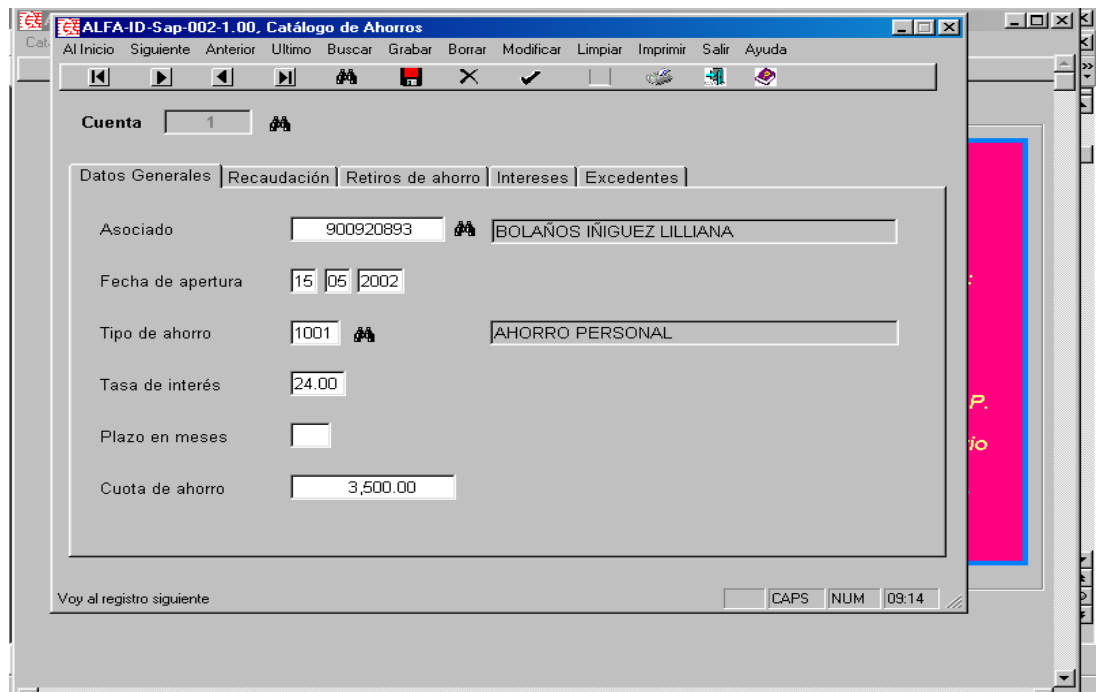 ALFA-ID-Sap-002-1.00, Catálogo de Ahorros
Cat
Al Inicio Siguiente Anterior Ultimo Buscar Grabar Borrar Modificar Limpiar Imprimir Salir Ayuda
Cuenta 1
Datos Generales Recaudación Retiros de ahorro Intereses Excedentes
Asociado 900920893 BOLAÑOS IÑIGUEZ LILLIANA
Fecha de apertura 15 05 2002
Tipo de ahorro 1001 AHORRO PERSONAL
Tasa de interés 24.00
P.
Plazo en meses
io
Cuota de ahorro 3,500.00
Voy al registro siguiente CAPS NUM 09:14